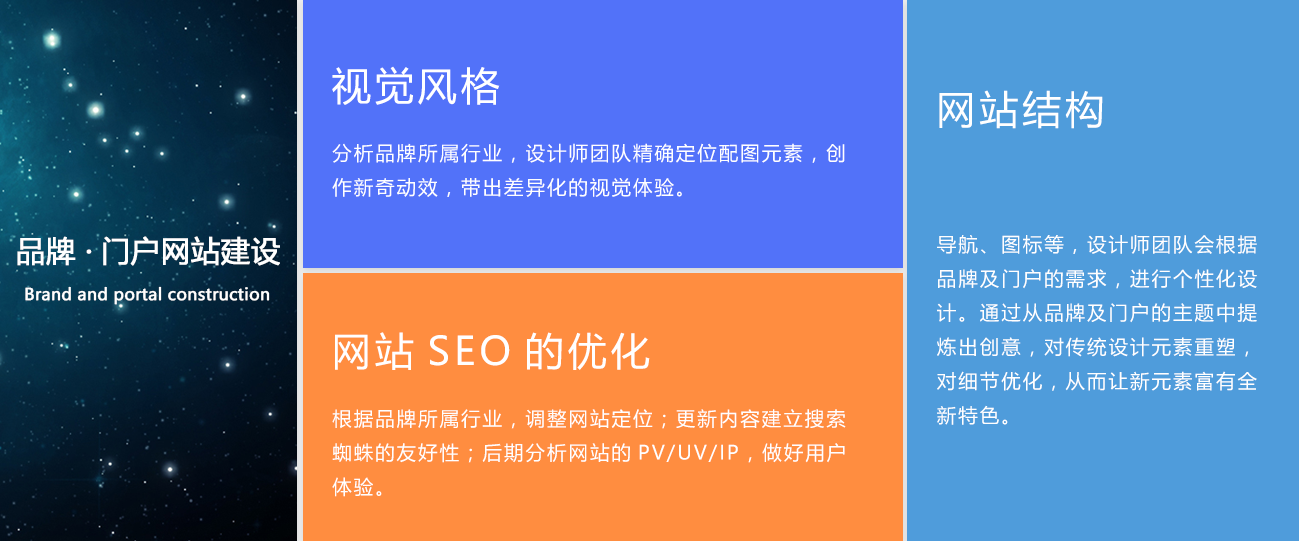 品牌 · 门户网站建设
Brand and portal construction
视觉风格
分析品牌所属行业，设计师团队精确定位配图元素，创
作新奇动效，带出差异化的视觉体验。
网站 SEO 的优化
根据品牌所属行业，调整网站定位；更新内容建立搜索
蜘蛛的友好性；后期分析网站的 PV/UV/IP，做好用户
体验。
网站结构
导航、图标等，设计师团队会根据
品牌及门户的需求，进行个性化设
计。通过从品牌及门户的主题中提
炼出创意，对传统设计元素重塑，
对细节优化，从而让新元素富有全
新特色。